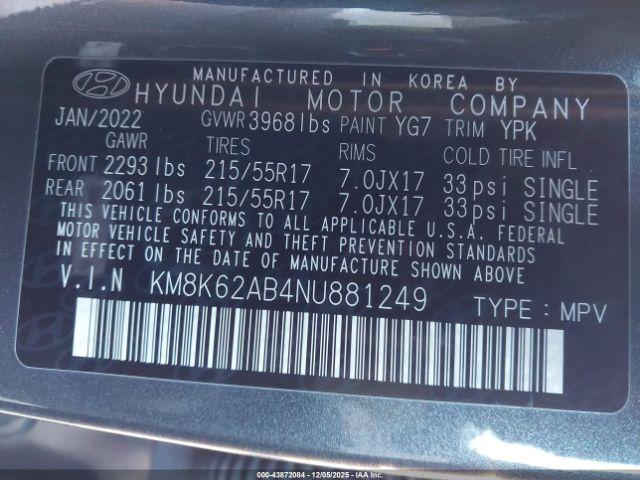 MANUFACTURED IN KOREA BY
HYUNDAI MOTOR COMPANY
JAN/2022 GVWR 3968 lbs PAINT YG7 TRIM YPK
GAWR TIRES RIMS COLD TIRE INFL.
FRONT 2293 lbs 215/55R17 7.0JX17 33psi SINGLE
REAR 2061 lbs 215/55R17 7.0JX17 33psi SINGLE
THIS VEHICLE CONFORMS TO ALL APPLICABLE U.S.A. FEDERAL
MOTOR VEHICLE SAFETY AND THEFT PREVENTION STANDARDS
IN EFFECT ON THE DATE OF MANUFACTURE SHOWN ABOVE
V.I.N KM8K62AB4NU881249 TYPE : MPV
000-43872084 - 12/05/2025 - IAA Inc.